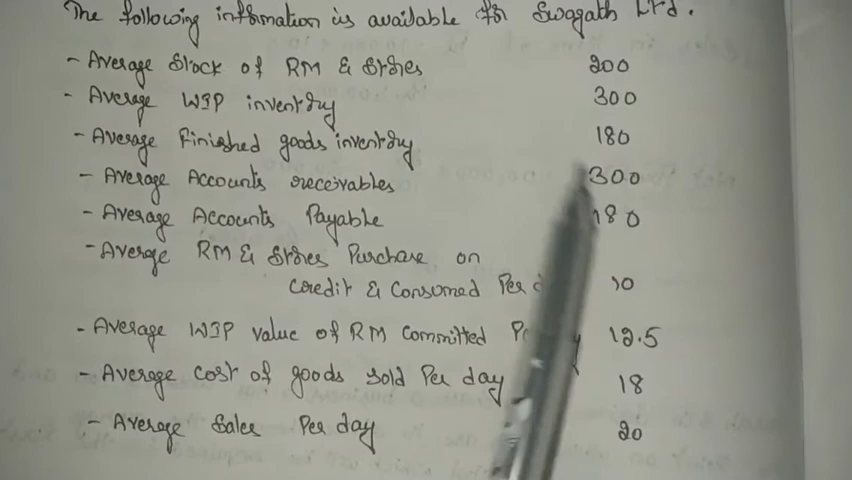 The following information is available for Swagath Ltd.
- Average Stock of RM & Stores 200
- Average WIP inventory 300
- Average Finished goods inventory 180
- Average Accounts receivables 300
- Average Accounts Payable 180
- Average RM & Stores Purchase on
credit & Consumed Per 10
- Average WIP value of RM Committed 12.5
- Average cost of goods sold Per day 18
- Average Sales Per day 20